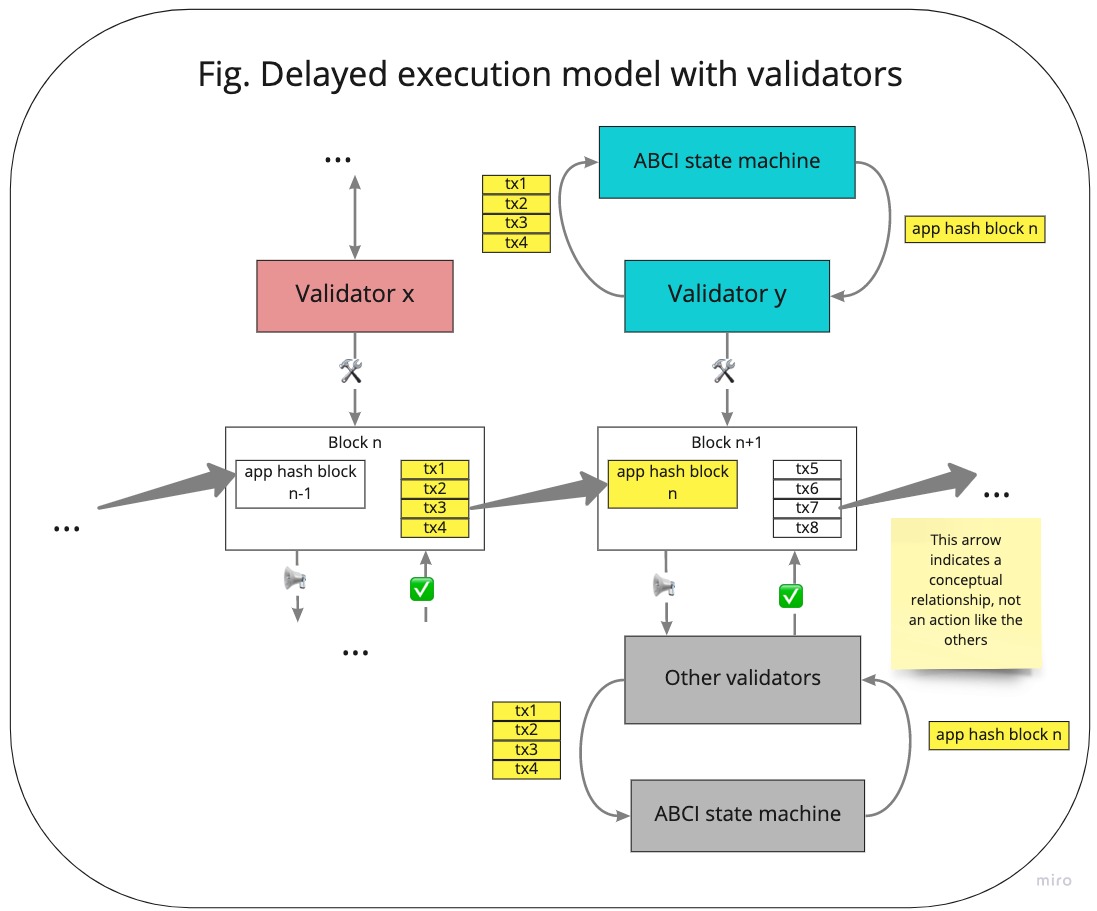 Fig. Delayed execution model with validators
...
ABCI state machine
tx1
tx2
tx3
tx4
app hash block n
Validator x
Validator y
Block n
app hash block
n-1
tx1
tx2
tx3
tx4
Block n+1
app hash block
n
tx5
tx6
tx7
tx8
...
...
This arrow
indicates a
conceptual
relationship, not
an action like the
others
...
Other validators
tx1
tx2
tx3
tx4
app hash block n
ABCI state machine
miro